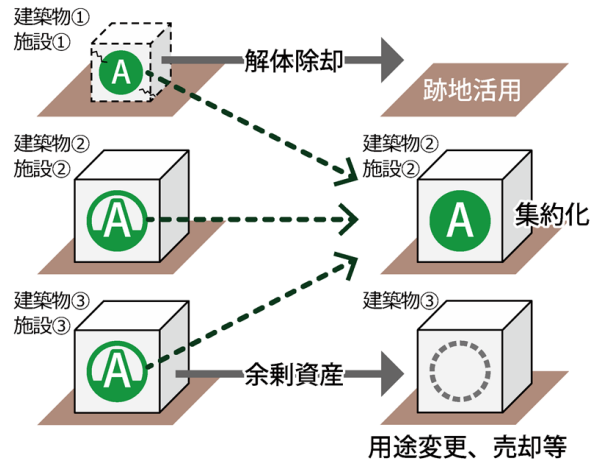 建築物①
施設①
A
解体除却
跡地活用
建築物②
施設②
A
建築物②
施設②
A
集約化
建築物③
施設③
A
余剰資産
建築物③
用途変更、売却等